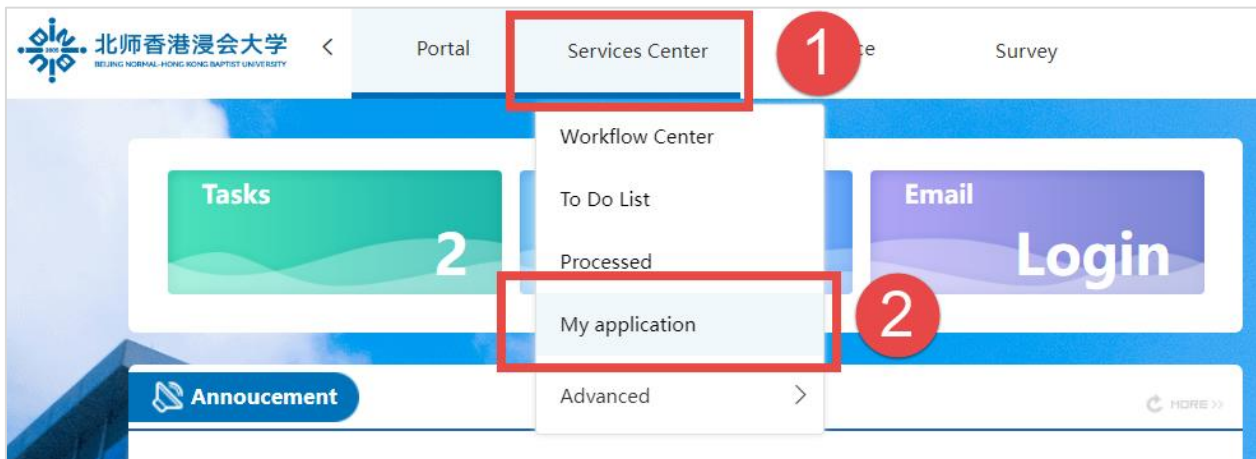 北师香港浸会大学
BEIJING NORMAL-HONG KONG BAPTIST UNIVERSITY
2005
Portal
Services Center
1
Survey
Workflow Center
To Do List
Processed
My application
2
Advanced
Tasks
2
Email
Login
Annoucement
MORE